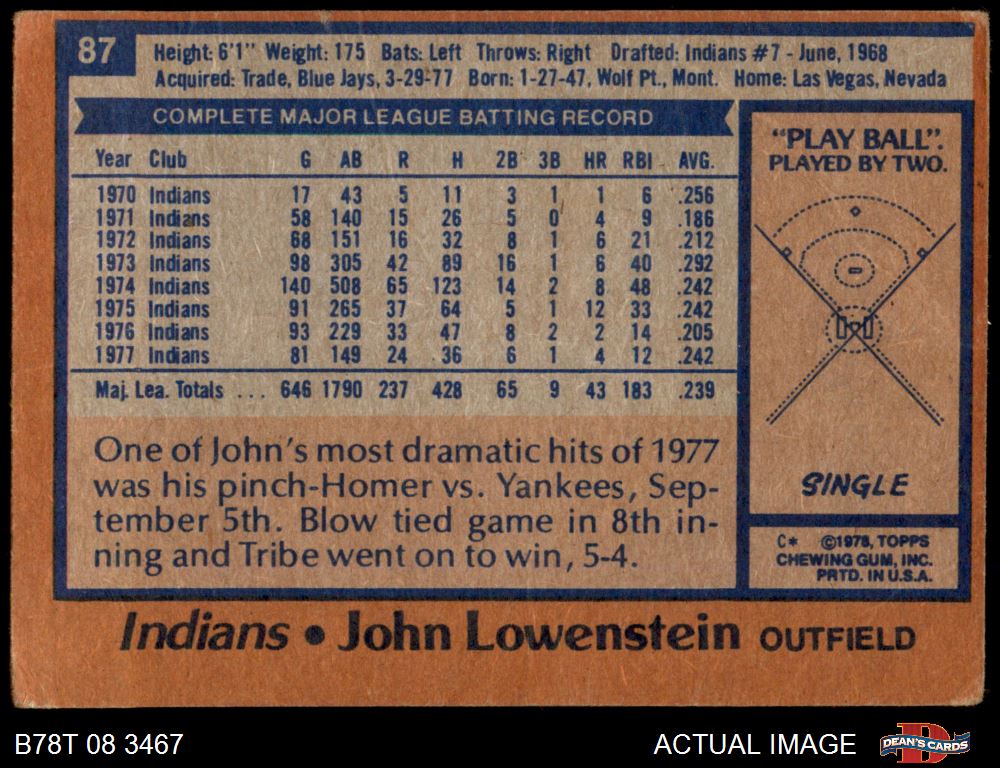 87
Height: 6'1" Weight: 175 Bats: Left Throws: Right Drafted: Indians #7 - June, 1968
Acquired: Trade, Blue Jays, 3-29-77 Born: 1-27-47, Wolf Pt., Mont. Home: Las Vegas, Nevada
COMPLETE MAJOR LEAGUE BATTING RECORD
Year Club G AB R H 2B 3B HR RBI AVG.
1970 Indians 17 43 5 11 3 1 1 6 .256
1971 Indians 58 140 15 26 5 0 4 9 .186
1972 Indians 68 151 16 32 8 1 6 21 .212
1973 Indians 98 305 42 89 16 1 6 40 .292
1974 Indians 140 508 65 123 14 2 8 48 .242
1975 Indians 91 265 37 64 5 1 12 33 .242
1976 Indians 93 229 33 47 8 2 2 14 .205
1977 Indians 81 149 24 36 6 1 4 12 .242
Maj. Lea. Totals ... 646 1790 237 428 65 9 43 183 .239
One of John's most dramatic hits of 1977
was his pinch-Homer vs. Yankees, Sep-
tember 5th. Blow tied game in 8th in-
ning and Tribe went on to win, 5-4.
"PLAY BALL".
PLAYED BY TWO.
SINGLE
C* ©1978, TOPPS
CHEWING GUM, INC.
PRTD. IN U.S.A.
Indians • John Lowenstein OUTFIELD
B78T 08 3467
ACTUAL IMAGE
DEAN'S CARDS